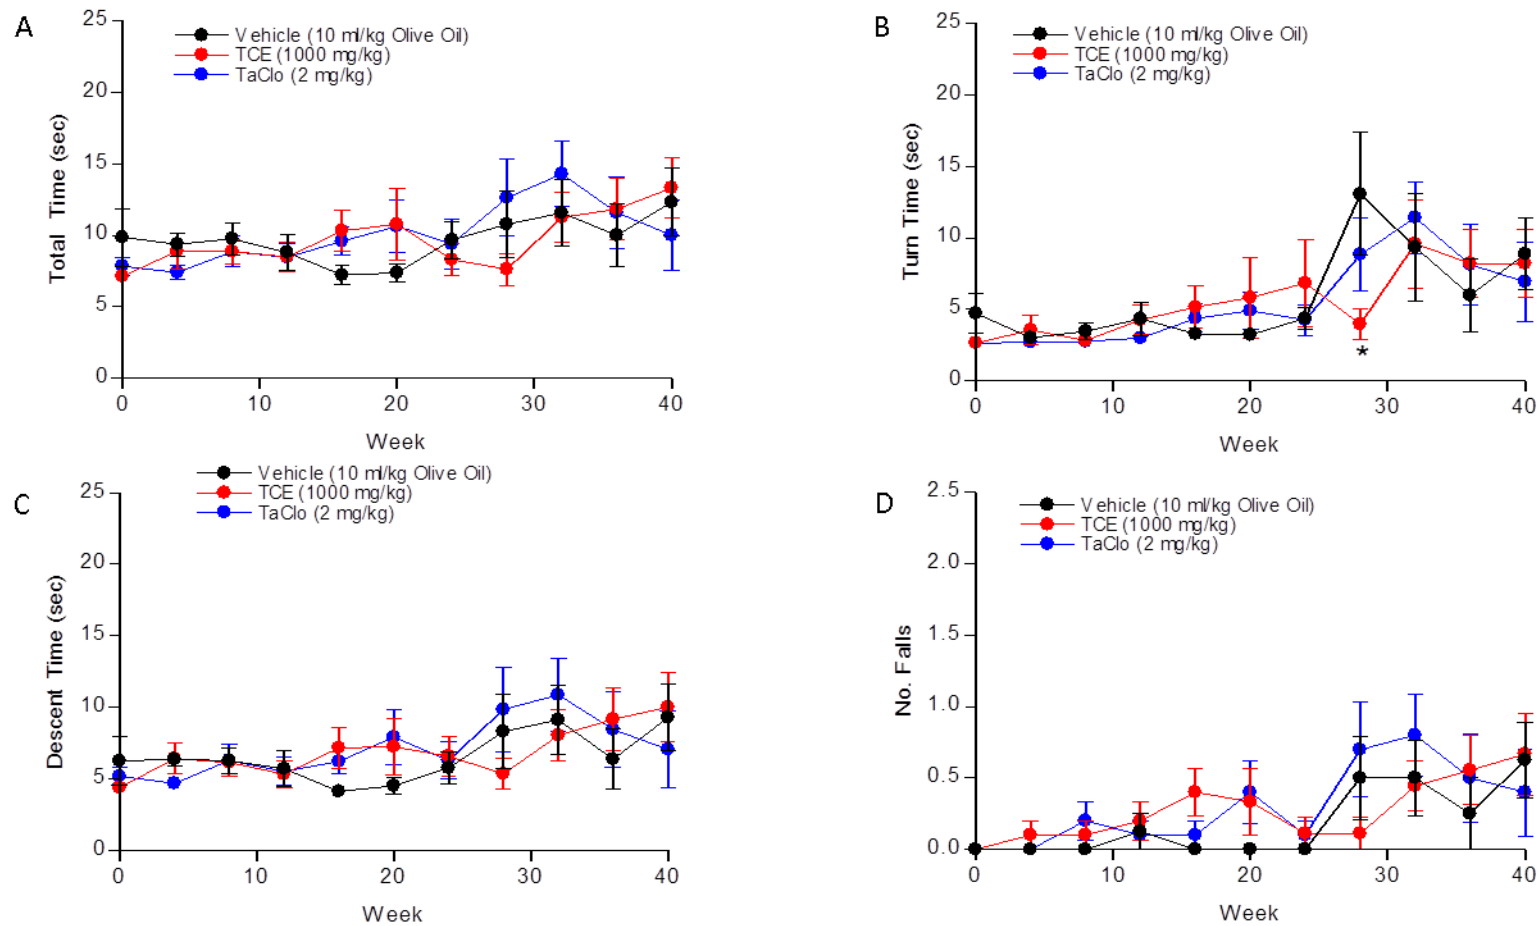 A
25
20
15
10
5
0
Total Time (sec)
Vehicle (10 ml/kg Olive Oil)
TCE (1000 mg/kg)
TaClo (2 mg/kg)
0 10 20 30 40
Week
B
25
20
15
10
5
0
Turn Time (sec)
Vehicle (10 ml/kg Olive Oil)
TCE (1000 mg/kg)
TaClo (2 mg/kg)
*
0 10 20 30 40
Week
C
25
20
15
10
5
0
Descent Time (sec)
Vehicle (10 ml/kg Olive Oil)
TCE (1000 mg/kg)
TaClo (2 mg/kg)
0 10 20 30 40
Week
D
2.5
2.0
1.5
1.0
0.5
0.0
No. Falls
Vehicle (10 ml/kg Olive Oil)
TCE (1000 mg/kg)
TaClo (2 mg/kg)
0 10 20 30 40
Week